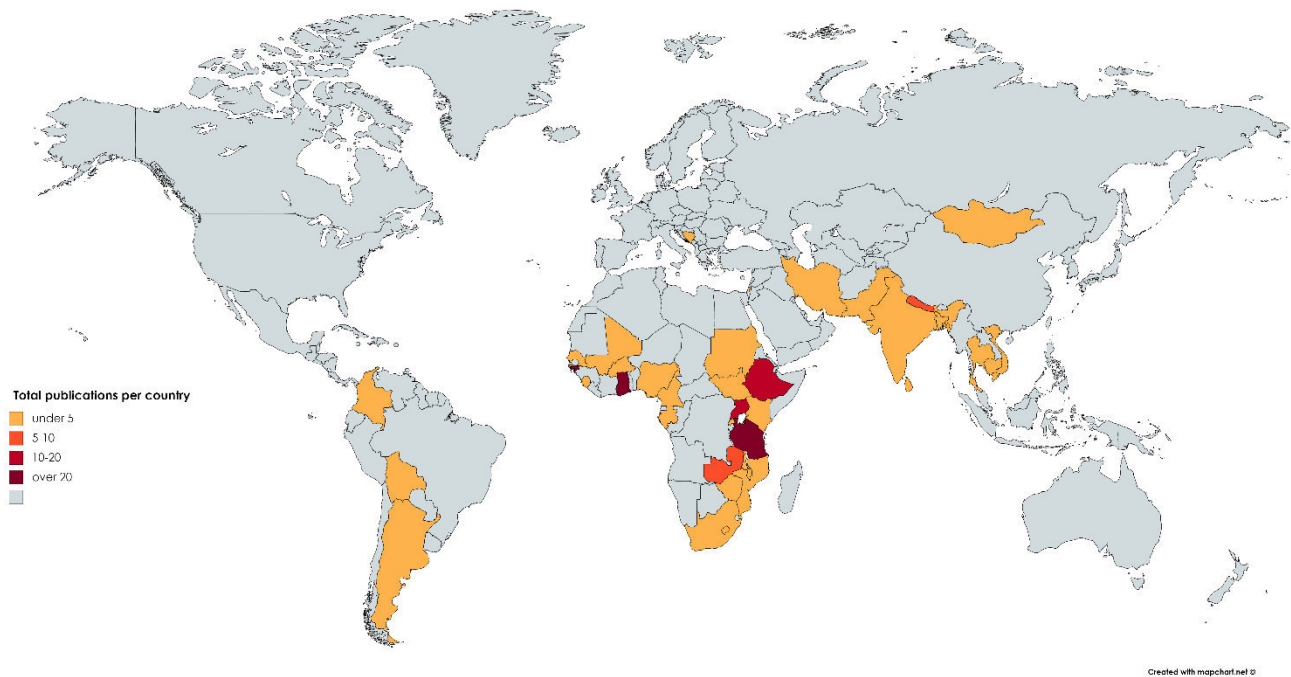 Total publications per country
under 5
5 10
10-20
over 20
Created with mapchart.net ©